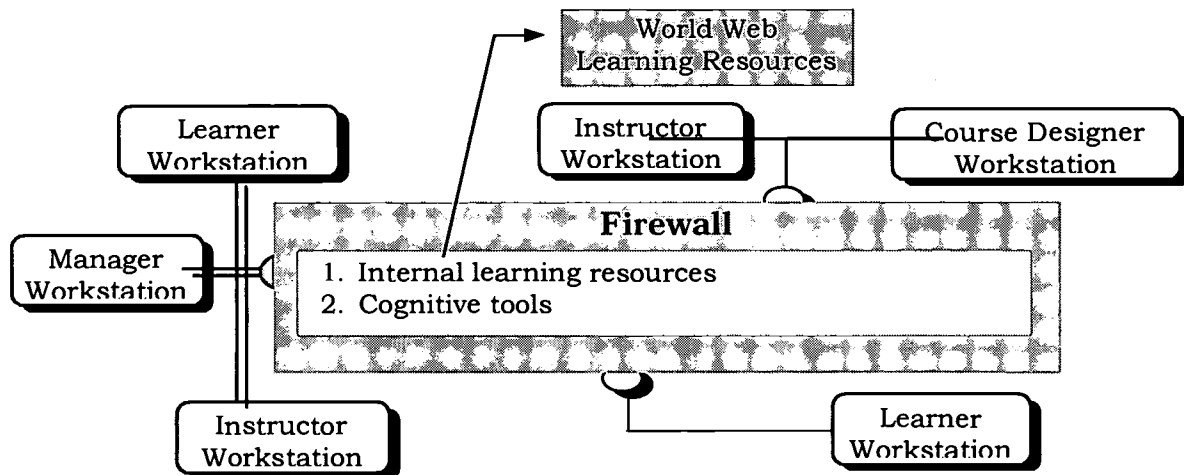 World Web
Learning Resources
Learner
Workstation
Instructor
Workstation
Course Designer
Workstation
Firewall
Manager
Workstation
1. Internal learning resources
2. Cognitive tools
Instructor
Workstation
Learner
Workstation